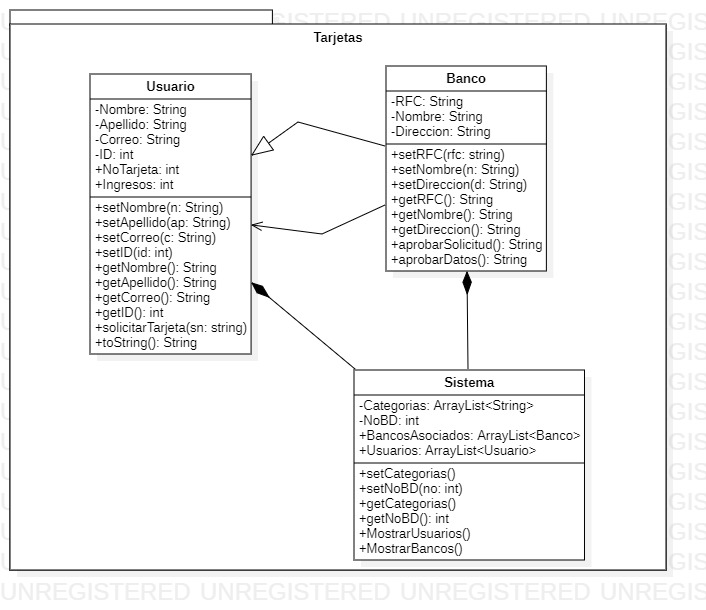 Tarjetas
Usuario
-Nombre: String
-Apellido: String
-Correo: String
-ID: int
+NoTarjeta: int
+Ingresos: int
+setNombre(n: String)
+setApellido(ap: String)
+setCorreo(c: String)
+setID(id: int)
+getNombre(): String
+getApellido(): String
+getCorreo(): String
+getID(): int
+solicitarTarjeta(sn: string)
+toString(): String
Banco
-RFC: String
-Nombre: String
-Direccion: String
+setRFC(rfc: string)
+setNombre(n: String)
+setDireccion(d: String)
+getRFC(): String
+getNombre(): String
+getDireccion(): String
+aprobarSolicitud(): String
+aprobarDatos(): String
Sistema
-Categorias: ArrayList<String>
-NoBD: int
+BancosAsociados: ArrayList<Banco>
+Usuarios: ArrayList<Usuario>
+setCategorias()
+setNoBD(no: int)
+getCategorias()
+getNoBD(): int
+MostrarUsuarios()
+MostrarBancos()
UNREGISTERED UNREGISTERED UNREGISTERED UNREGIS